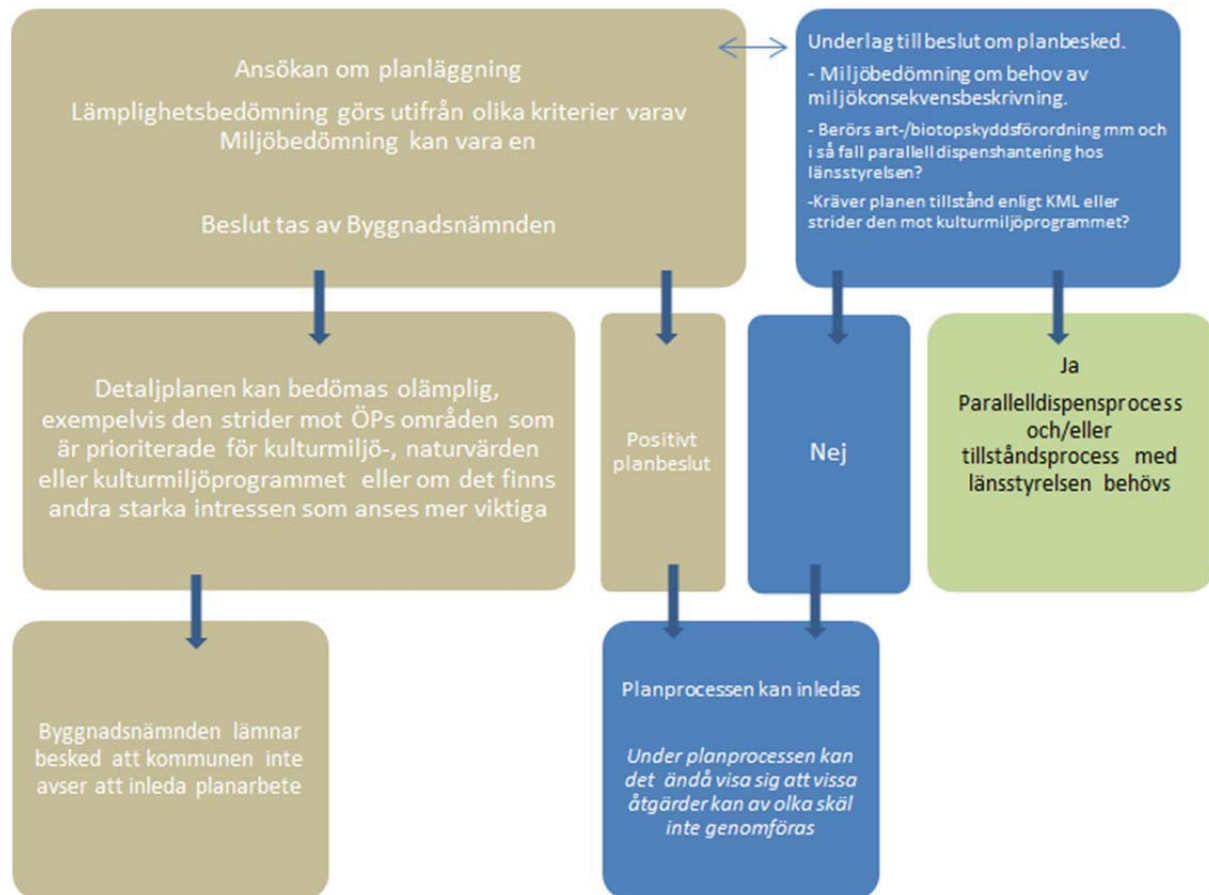 Ansökan om planläggning
Lämplighetsbedömning görs utifrån olika kriterier varav
Miljöbedömning kan vara en
Beslut tas av Byggnadsnämnden
Underlag till beslut om planbesked.
- Miljöbedömning om behov av
miljökonsekvensbeskrivning.
- Berörs art-/biotopskyddsförordning mm och
i så fall parallell dispenshantering hos
länsstyrelsen?
-Kräver planen tillstånd enligt KML eller
strider den mot kulturmiljöprogrammet?
Detaljplanen kan bedömas olämplig,
exempelvis den strider mot ÖPs områden som
är prioriterade för kulturmiljö-, naturvärden
eller kulturmiljöprogrammet eller om det finns
andra starka intressen som anses mer viktiga
Positivt
planbeslut
Nej
Ja
Parallelldispensprocess
och/eller
tillståndsprocess med
länsstyrelsen behövs
Byggnadsnämnden lämnar
besked att kommunen inte
avser att inleda planarbete
Planprocessen kan inledas
Under planprocessen kan
det ändå visa sig att vissa
åtgärder kan av olka skäl
inte genomföras